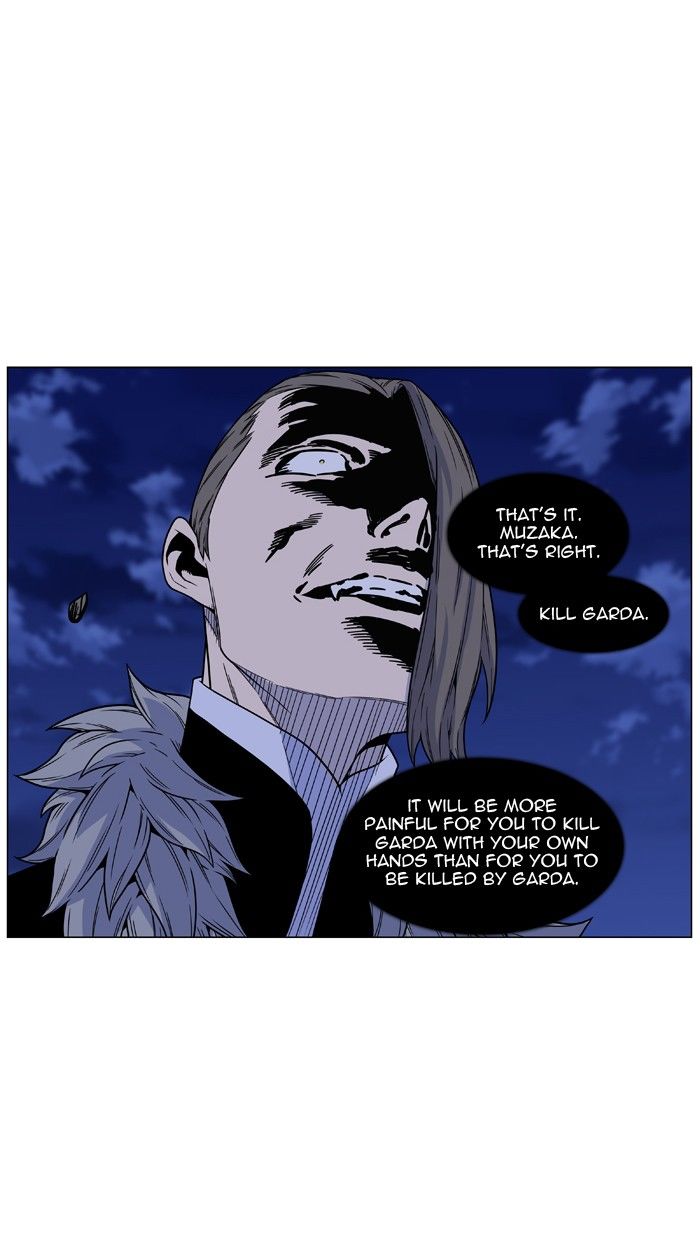 THAT'S IT.
MUZAKA.
THAT'S RIGHT.
KILL GARDA.
IT WILL BE MORE
PAINFUL FOR YOU TO KILL
GARDA WITH YOUR OWN
HANDS THAN FOR YOU TO
BE KILLED BY GARDA.